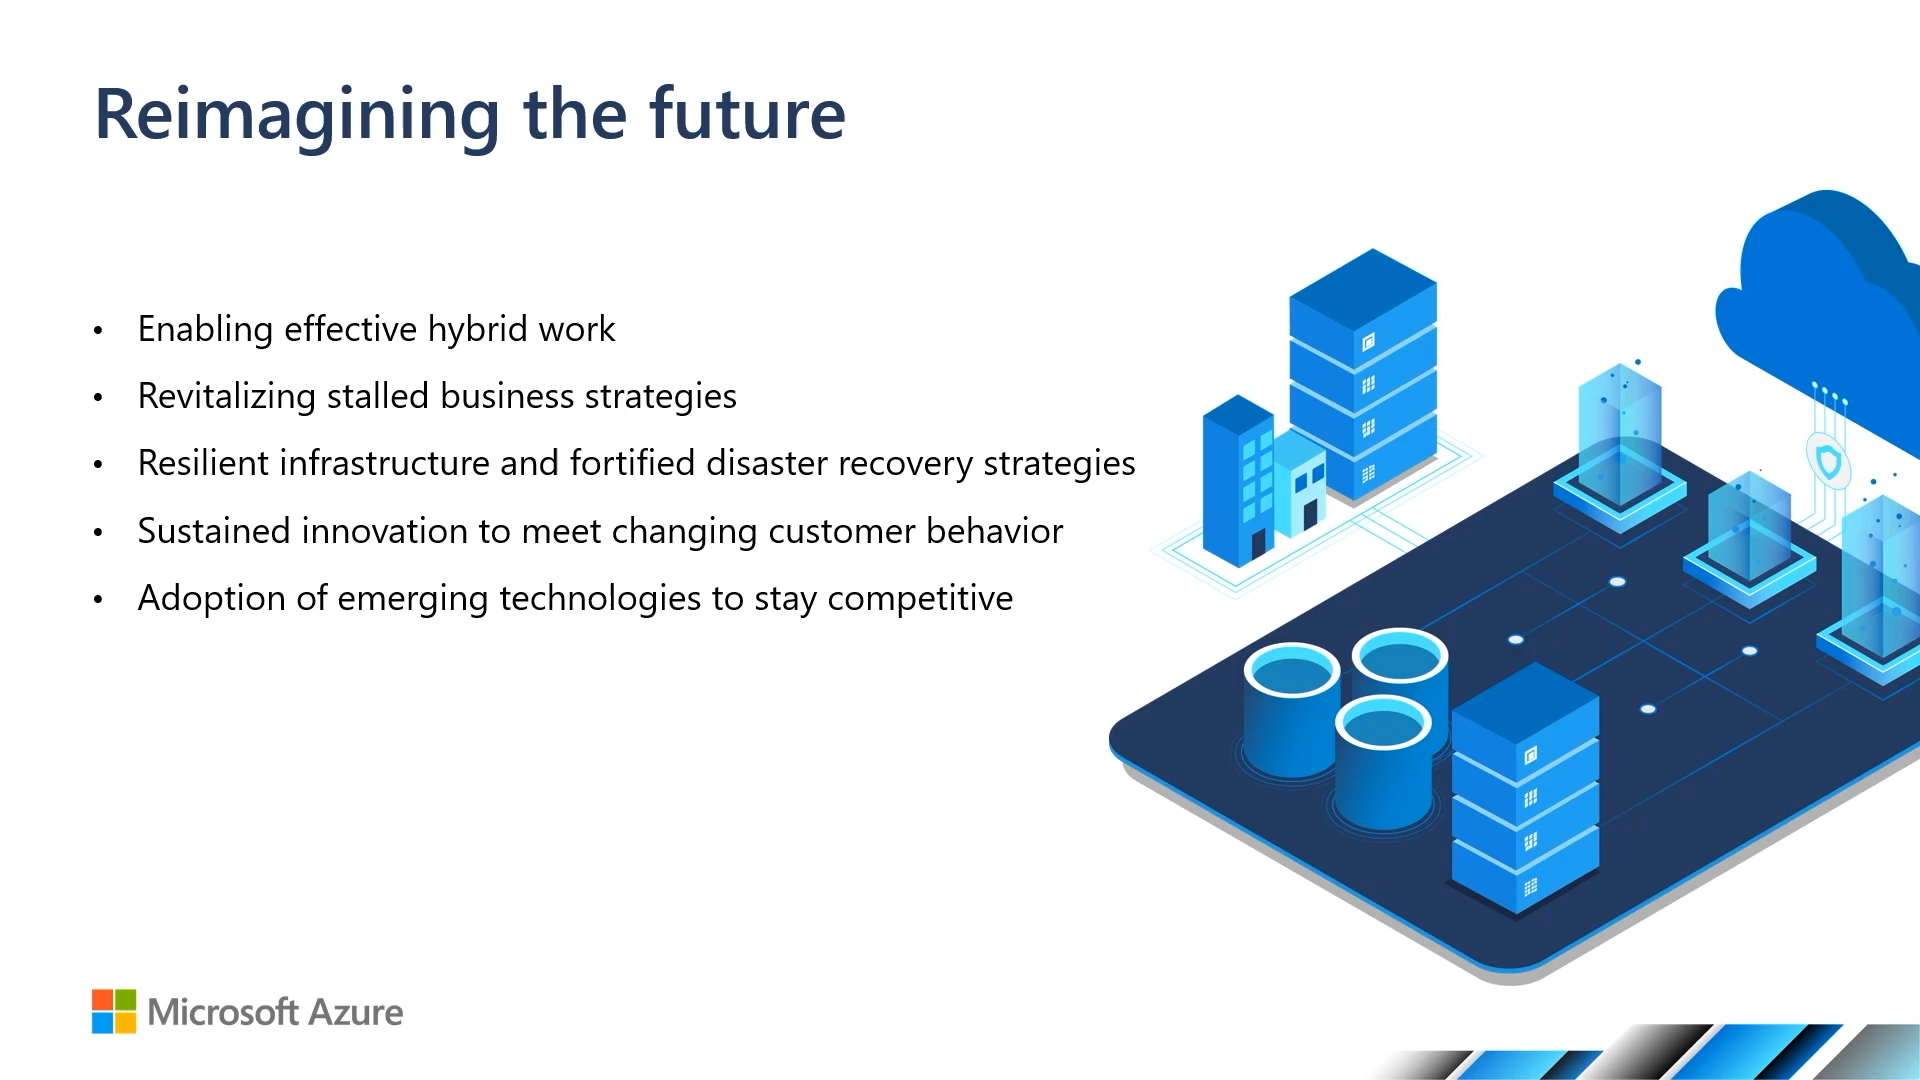 Reimagining the future
• Enabling effective hybrid work
• Revitalizing stalled business strategies
• Resilient infrastructure and fortified disaster recovery strategies
• Sustained innovation to meet changing customer behavior
• Adoption of emerging technologies to stay competitive
Microsoft Azure